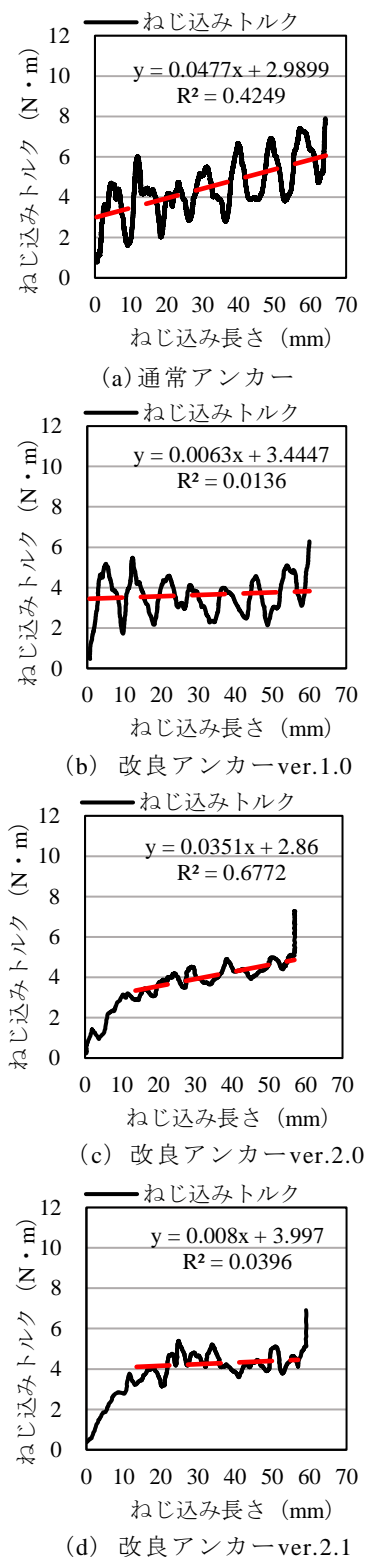 ねじ込みトルク
y = 0.0477x + 2.9899
R² = 0.4249
ねじ込みトルク (N・m)
12
10
8
6
4
2
0
0 10 20 30 40 50 60 70
ねじ込み長さ (mm)
(a)通常アンカー
ねじ込みトルク
y = 0.0063x + 3.4447
R² = 0.0136
ねじ込みトルク (N・m)
12
10
8
6
4
2
0
0 10 20 30 40 50 60 70
ねじ込み長さ (mm)
(b) 改良アンカーver.1.0
ねじ込みトルク
y = 0.0351x + 2.86
R² = 0.6772
ねじ込みトルク (N・m)
12
10
8
6
4
2
0
0 10 20 30 40 50 60 70
ねじ込み長さ (mm)
(c) 改良アンカーver.2.0
ねじ込みトルク
y = 0.008x + 3.997
R² = 0.0396
ねじ込みトルク (N・m)
12
10
8
6
4
2
0
0 10 20 30 40 50 60 70
ねじ込み長さ (mm)
(d) 改良アンカーver.2.1